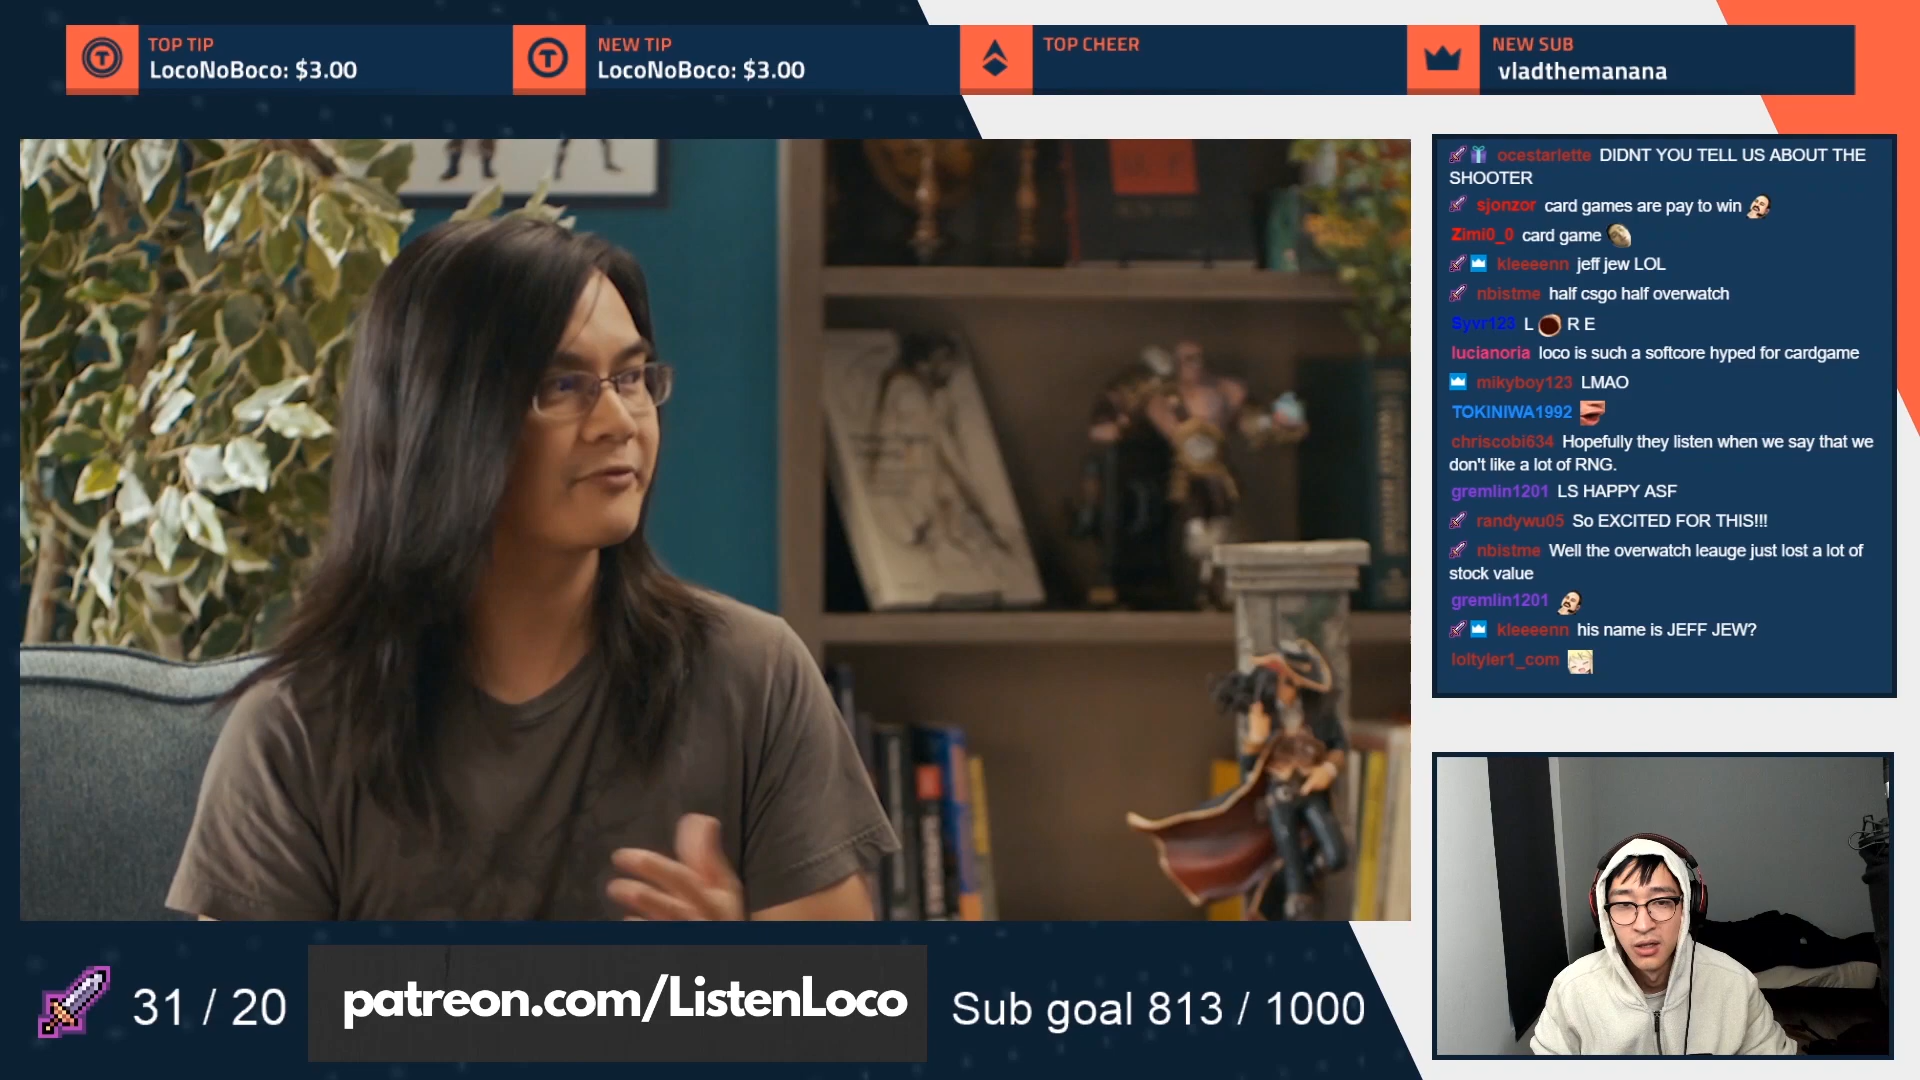 TOP TIP
LocoNoBoco: $3.00
NEW TIP
LocoNoBoco: $3.00
TOP CHEER
NEW SUB
vladthemanana
ocestarlette DIDNT YOU TELL US ABOUT THE
SHOOTER
sjonzor card games are pay to win
Zimi0_0 card game
kleeeenn jeff jew LOL
nbistme half csgo half overwatch
Syvr123 L R E
lucianoria loco is such a softcore hyped for cardgame
mikyboy123 LMAO
TOKINIWA1992
chriscobi634 Hopefully they listen when we say that we
don't like a lot of RNG.
gremlin1201 LS HAPPY ASF
randywu05 So EXCITED FOR THIS!!!
nbistme Well the overwatch leauge just lost a lot of
stock value
gremlin1201
kleeeenn his name is JEFF JEW?
loltyler1_com
31 / 20
patreon.com/ListenLoco
Sub goal 813 / 1000